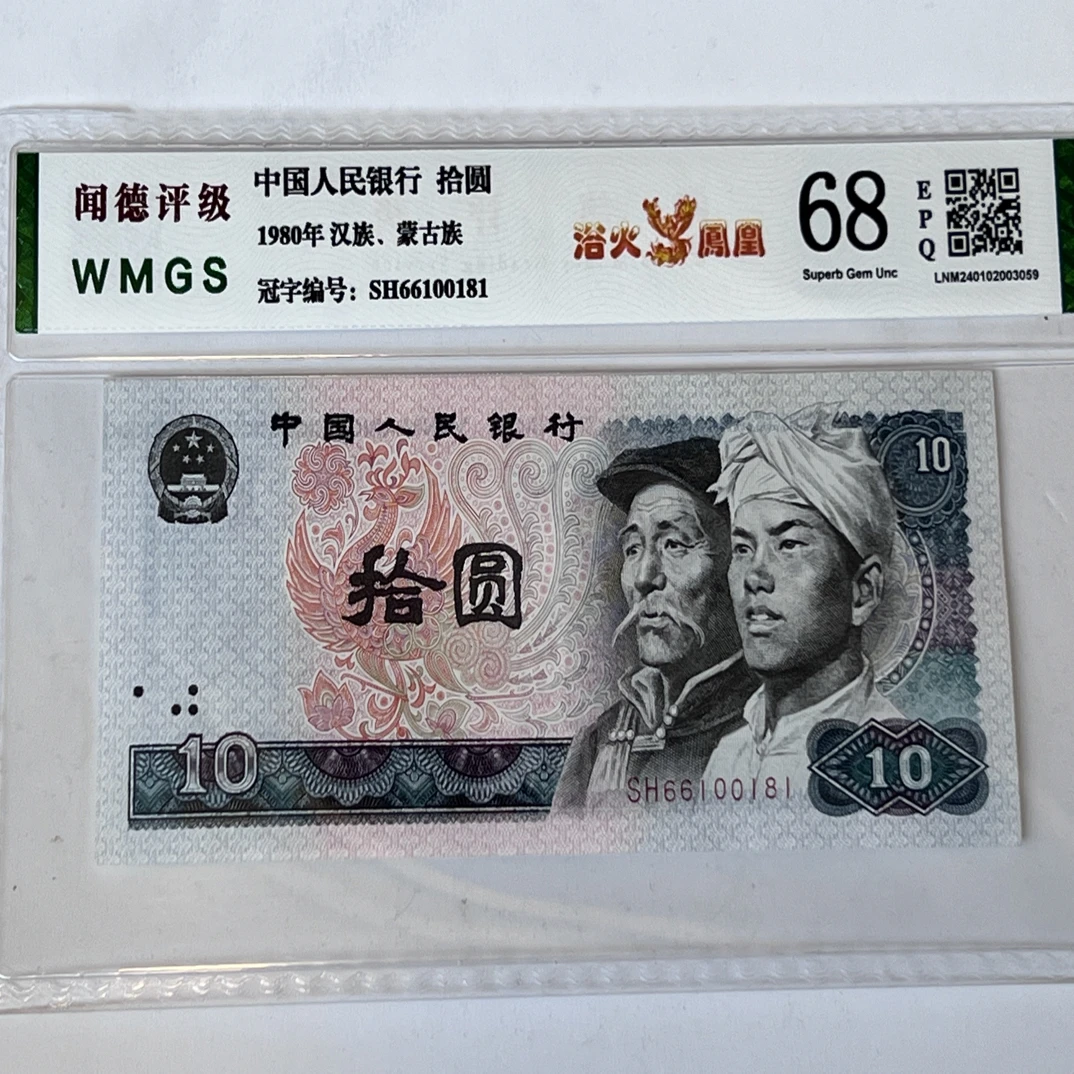 闻德评级
WMGS
中国人民银行 拾圆
1980年 汉族、蒙古族
冠字编号：SH66100181
浴火鳳凰
68
Superb Gem Unc
EPQ
LNM240102003059
中国人民银行
10
拾圆
10
SH66100181
10